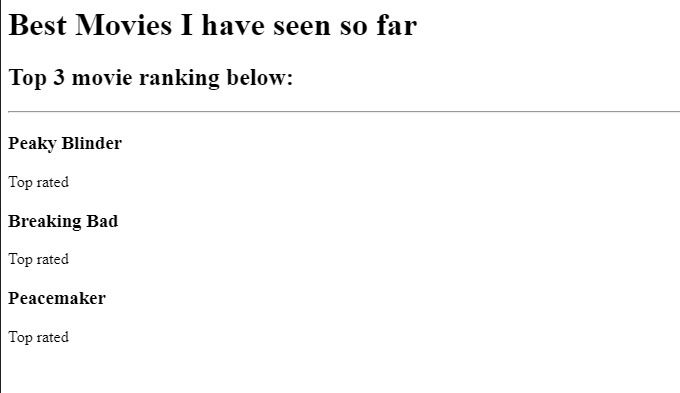 Best Movies I have seen so far
Top 3 movie ranking below:
Peaky Blinder
Top rated
Breaking Bad
Top rated
Peacemaker
Top rated